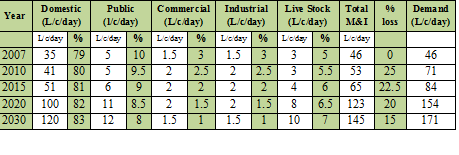 Year Domestic (L/c/day) Public (l/c/day) Commercial (L/c/day) Industrial (L/c/day) Live Stock (L/c/day) Total M&I % loss Demand (L/c/day)
L/c/day % L/c/day % L/c/day % L/c/day % L/c/day % L/c/day
2007 35 79 5 10 1.5 3 1.5 3 3 5 46 0 46
2010 41 80 5 9.5 2 2.5 2 2.5 3 5.5 53 25 71
2015 51 81 6 9 2 2 2 2 4 6 65 22.5 84
2020 100 82 11 8.5 2 1.5 2 1.5 8 6.5 123 20 154
2030 120 83 12 8 1.5 1 1.5 1 10 7 145 15 171